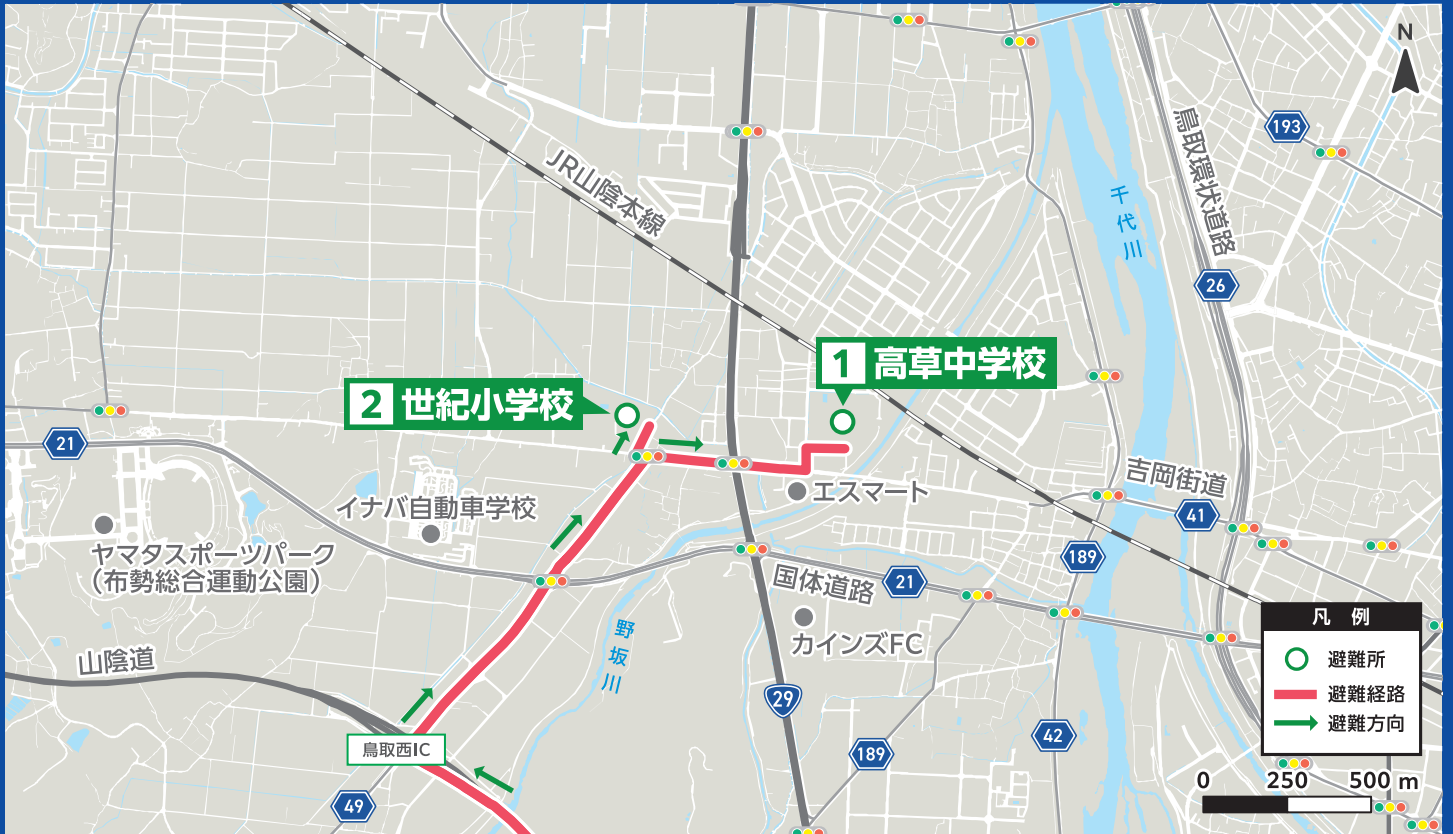 N
193
鳥取環状道路
JR山陰本線
千代川
26
1 高草中学校
2 世紀小学校
21
吉岡街道
エスマート
41
イナバ自動車学校
ヤマタスポーツパーク
（布勢総合運動公園）
189
国体道路
21
カインズFC
野坂川
山陰道
凡 例
避難所
避難経路
避難方向
29
鳥取西IC
42
189
49
0 250 500 m